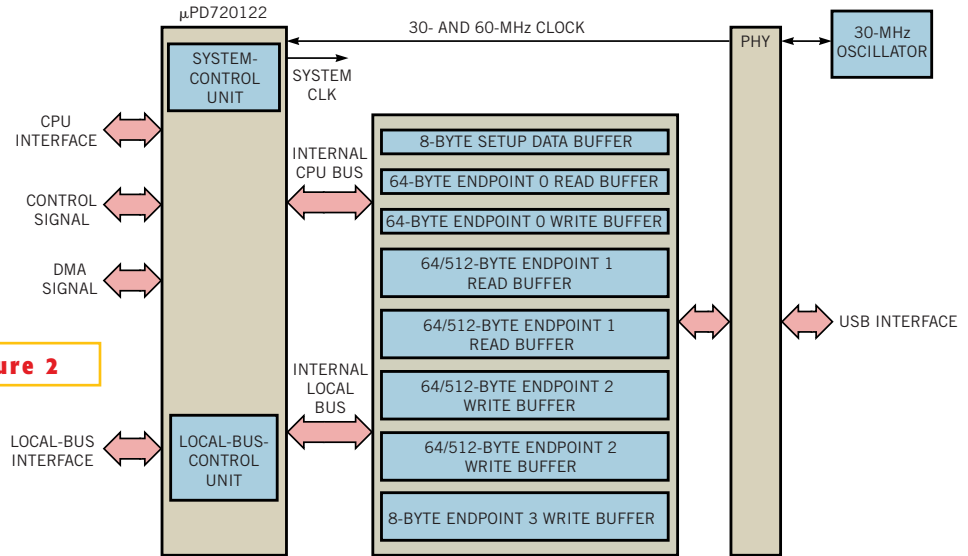 µPD720122
30- AND 60-MHz CLOCK
PHY
30-MHz
OSCILLATOR
SYSTEM-
CONTROL
UNIT
SYSTEM
CLK
CPU
INTERFACE
CONTROL
SIGNAL
DMA
SIGNAL
ure 2
LOCAL-BUS
INTERFACE
LOCAL-BUS-
CONTROL
UNIT
INTERNAL
CPU BUS
INTERNAL
LOCAL
BUS
8-BYTE SETUP DATA BUFFER
64-BYTE ENDPOINT 0 READ BUFFER
64-BYTE ENDPOINT 0 WRITE BUFFER
64/512-BYTE ENDPOINT 1
READ BUFFER
64/512-BYTE ENDPOINT 1
READ BUFFER
64/512-BYTE ENDPOINT 2
WRITE BUFFER
64/512-BYTE ENDPOINT 2
WRITE BUFFER
8-BYTE ENDPOINT 3 WRITE BUFFER
USB INTERFACE